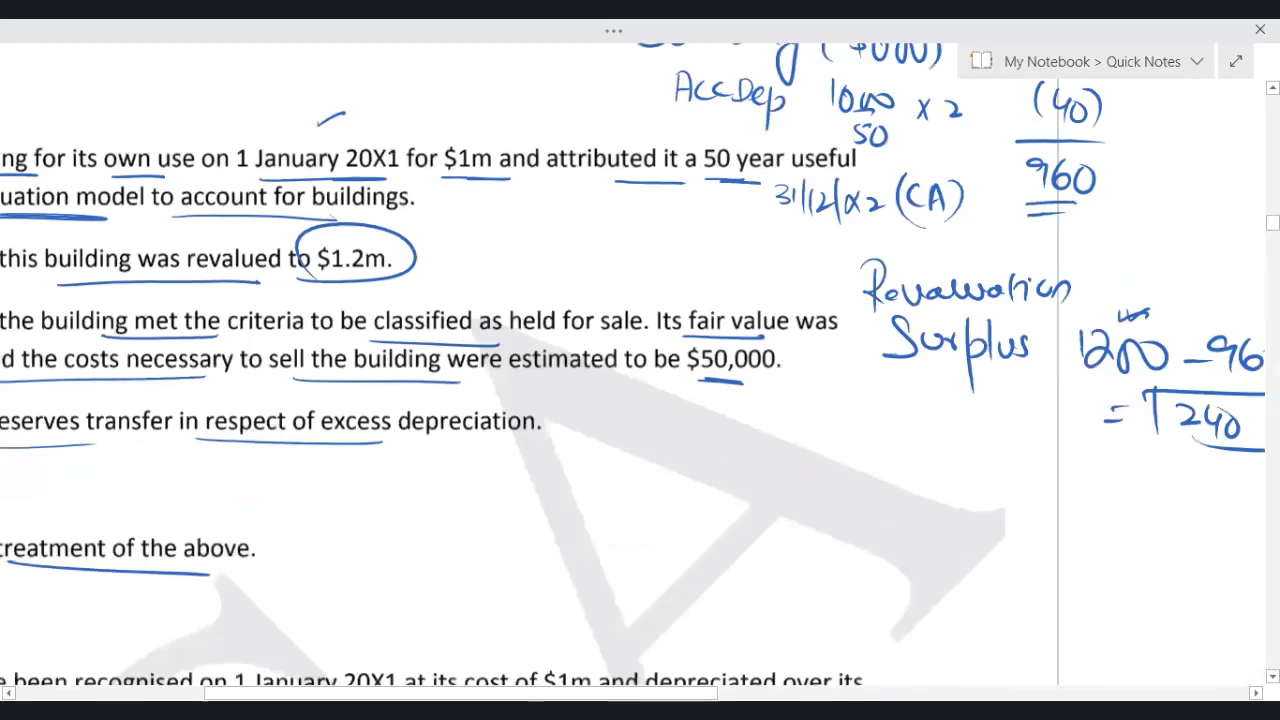 My Notebook > Quick Notes
($000)
Acc Dep 1000 x 2 (40)
50
960
31/12/x2 (CA)
ng for its own use on 1 January 20X1 for $1m and attributed it a 50 year useful
uation model to account for buildings.
this building was revalued to $1.2m.
the building met the criteria to be classified as held for sale. Its fair value was
d the costs necessary to sell the building were estimated to be $50,000.
eserves transfer in respect of excess depreciation.
treatment of the above.
Revaluation
Surplus 1200 - 96
= 240
e been recognised on 1 January 20X1 at its cost of $1m and depreciated over its